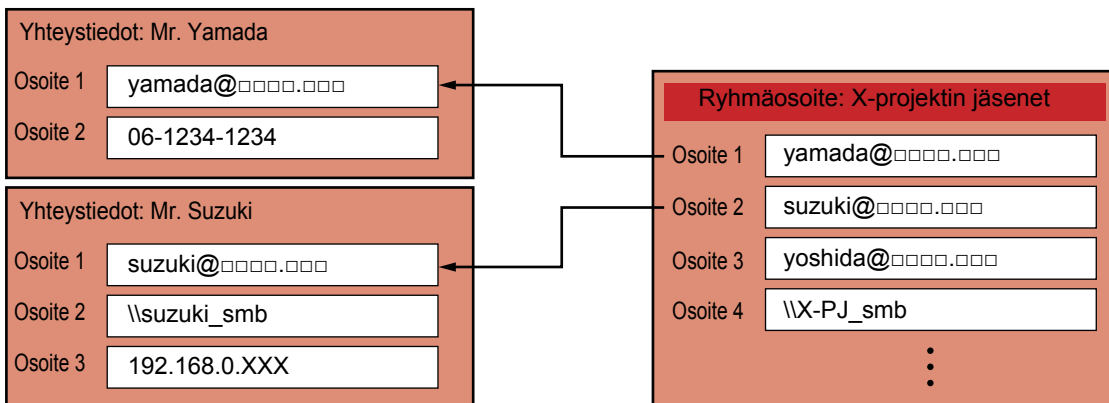 Yhteystiedot: Mr. Yamada
Osoite 1 yamada@□□□□.□□□
Osoite 2 06-1234-1234
Yhteystiedot: Mr. Suzuki
Osoite 1 suzuki@□□□□.□□□
Osoite 2 \\suzuki_smb
Osoite 3 192.168.0.XXX
Ryhmäosoite: X-projektin jäsenet
Osoite 1 yamada@□□□□.□□□
Osoite 2 suzuki@□□□□.□□□
Osoite 3 yoshida@□□□□.□□□
Osoite 4 \\X-PJ_smb